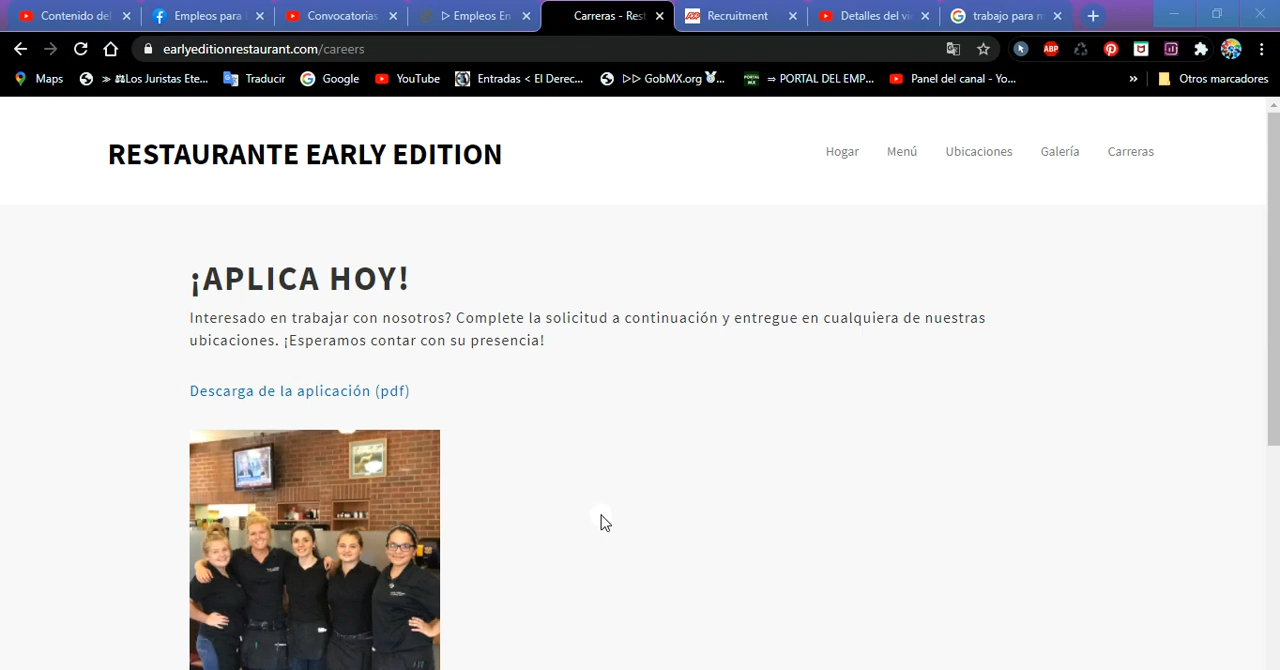 Contenido del
Empleos para
Convocatorias
▷ Empleos En
Carreras - Rest
Recruitment
Detalles del vi
trabajo para m
earlyeditionrestaurant.com/careers
Maps
» ⚖Los Juristas Ete...
Traducir
Google
YouTube
Entradas < El Derec...
▷▷ GobMX.org
⇒ PORTAL DEL EMP...
Panel del canal - Yo...
»
Otros marcadores
RESTAURANTE EARLY EDITION
Hogar Menú Ubicaciones Galería Carreras
¡APLICA HOY!
Interesado en trabajar con nosotros? Complete la solicitud a continuación y entregue en cualquiera de nuestras
ubicaciones. ¡Esperamos contar con su presencia!
Descarga de la aplicación (pdf)